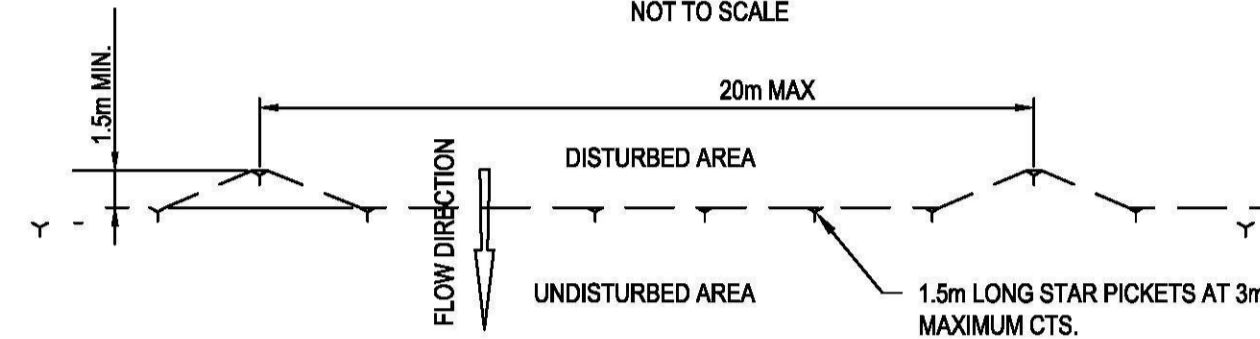 NOT TO SCALE
1.5m MIN.
20m MAX
DISTURBED AREA
FLOW DIRECTION
UNDISTURBED AREA
1.5m LONG STAR PICKETS AT 3m
MAXIMUM CTS.